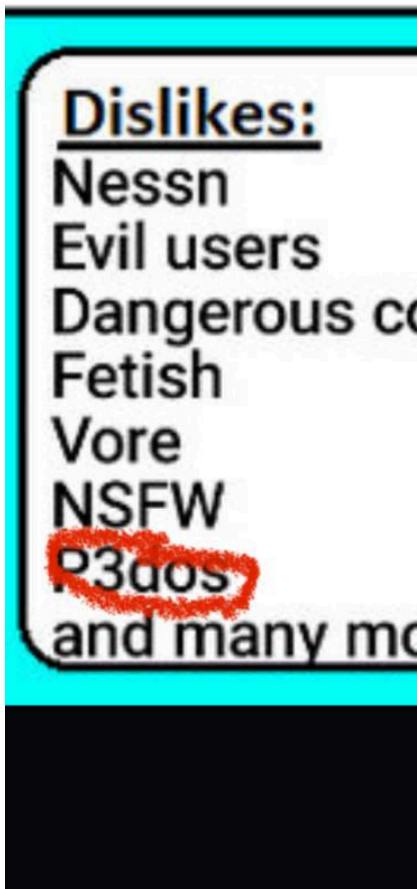 Dislikes:
Nessn
Evil users
Dangerous co
Fetish
Vore
NSFW
P3dos
and many mo